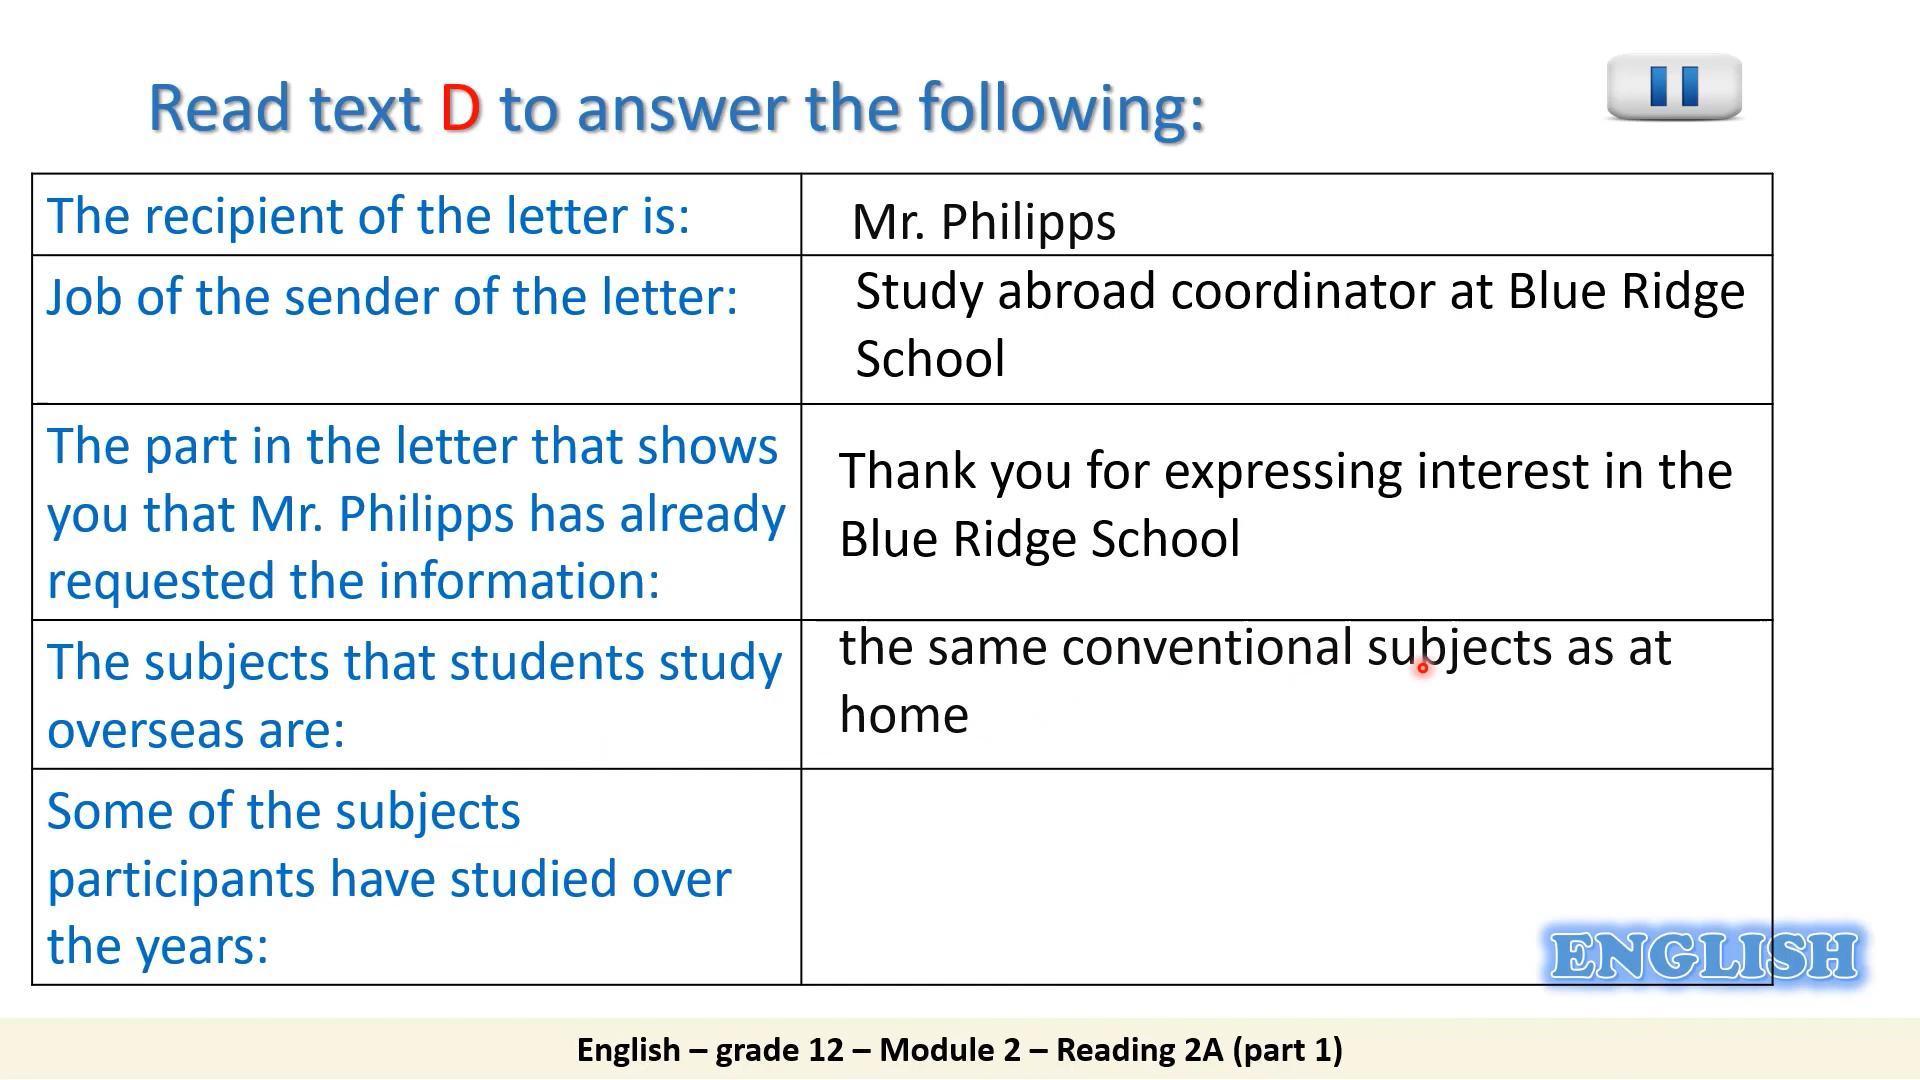 Read text D to answer the following:
The recipient of the letter is:
Mr. Philipps
Job of the sender of the letter:
Study abroad coordinator at Blue Ridge
School
The part in the letter that shows
you that Mr. Philipps has already
requested the information:
Thank you for expressing interest in the
Blue Ridge School
The subjects that students study
overseas are:
the same conventional subjects as at
home
Some of the subjects
participants have studied over
the years:
ENGLISH
English – grade 12 – Module 2 – Reading 2A (part 1)